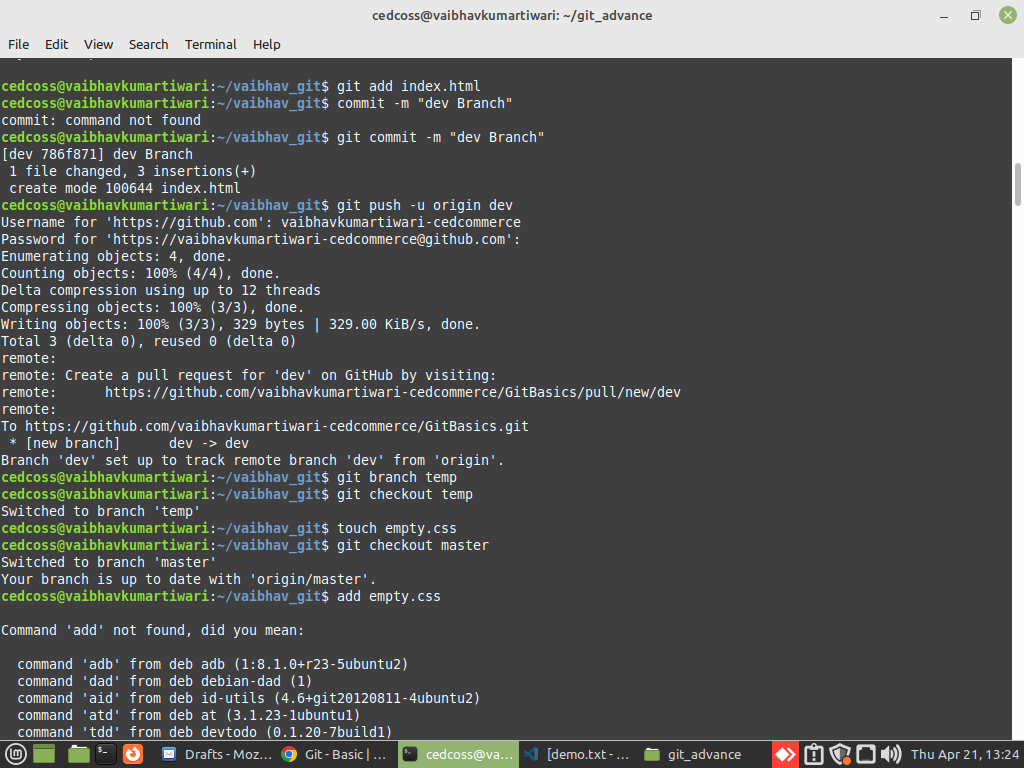 cedcoss@vaibhavkumartiwari: ~/git_advance
File Edit View Search Terminal Help
cedcoss@vaibhavkumartiwari:~/vaibhav_git$ git add index.html
cedcoss@vaibhavkumartiwari:~/vaibhav_git$ commit -m "dev Branch"
commit: command not found
cedcoss@vaibhavkumartiwari:~/vaibhav_git$ git commit -m "dev Branch"
[dev 786f871] dev Branch
 1 file changed, 3 insertions(+)
 create mode 100644 index.html
cedcoss@vaibhavkumartiwari:~/vaibhav_git$ git push -u origin dev
Username for 'https://github.com': vaibhavkumartiwari-cedcommerce
Password for 'https://vaibhavkumartiwari-cedcommerce@github.com':
Enumerating objects: 4, done.
Counting objects: 100% (4/4), done.
Delta compression using up to 12 threads
Compressing objects: 100% (3/3), done.
Writing objects: 100% (3/3), 329 bytes | 329.00 KiB/s, done.
Total 3 (delta 0), reused 0 (delta 0)
remote:
remote: Create a pull request for 'dev' on GitHub by visiting:
remote:      https://github.com/vaibhavkumartiwari-cedcommerce/GitBasics/pull/new/dev
remote:
To https://github.com/vaibhavkumartiwari-cedcommerce/GitBasics.git
 * [new branch]      dev -> dev
Branch 'dev' set up to track remote branch 'dev' from 'origin'.
cedcoss@vaibhavkumartiwari:~/vaibhav_git$ git branch temp
cedcoss@vaibhavkumartiwari:~/vaibhav_git$ git checkout temp
Switched to branch 'temp'
cedcoss@vaibhavkumartiwari:~/vaibhav_git$ touch empty.css
cedcoss@vaibhavkumartiwari:~/vaibhav_git$ git checkout master
Switched to branch 'master'
Your branch is up to date with 'origin/master'.
cedcoss@vaibhavkumartiwari:~/vaibhav_git$ add empty.css
Command 'add' not found, did you mean:
  command 'adb' from deb adb (1:8.1.0+r23-5ubuntu2)
  command 'dad' from deb debian-dad (1)
  command 'aid' from deb id-utils (4.6+git20120811-4ubuntu2)
  command 'atd' from deb at (3.1.23-1ubuntu1)
  command 'tdd' from deb devtodo (0.1.20-7build1)
Drafts - Moz... Git - Basic | ... cedcoss@va... [demo.txt - ... git_advance Thu Apr 21, 13:24